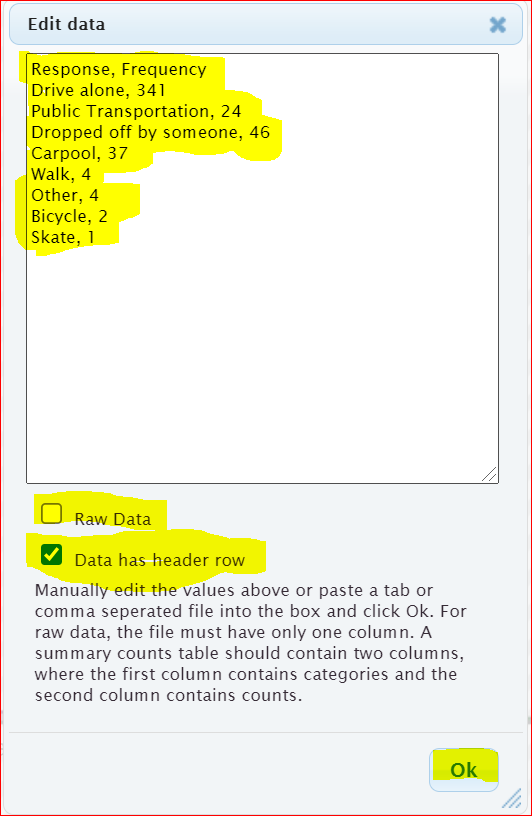 Edit data
Response, Frequency
Drive alone, 341
Public Transportation, 24
Dropped off by someone, 46
Carpool, 37
Walk, 4
Other, 4
Bicycle, 2
Skate, 1
Raw Data
Data has header row
Manually edit the values above or paste a tab or
comma seperated file into the box and click Ok. For
raw data, the file must have only one column. A
summary counts table should contain two columns,
where the first column contains categories and the
second column contains counts.
Ok